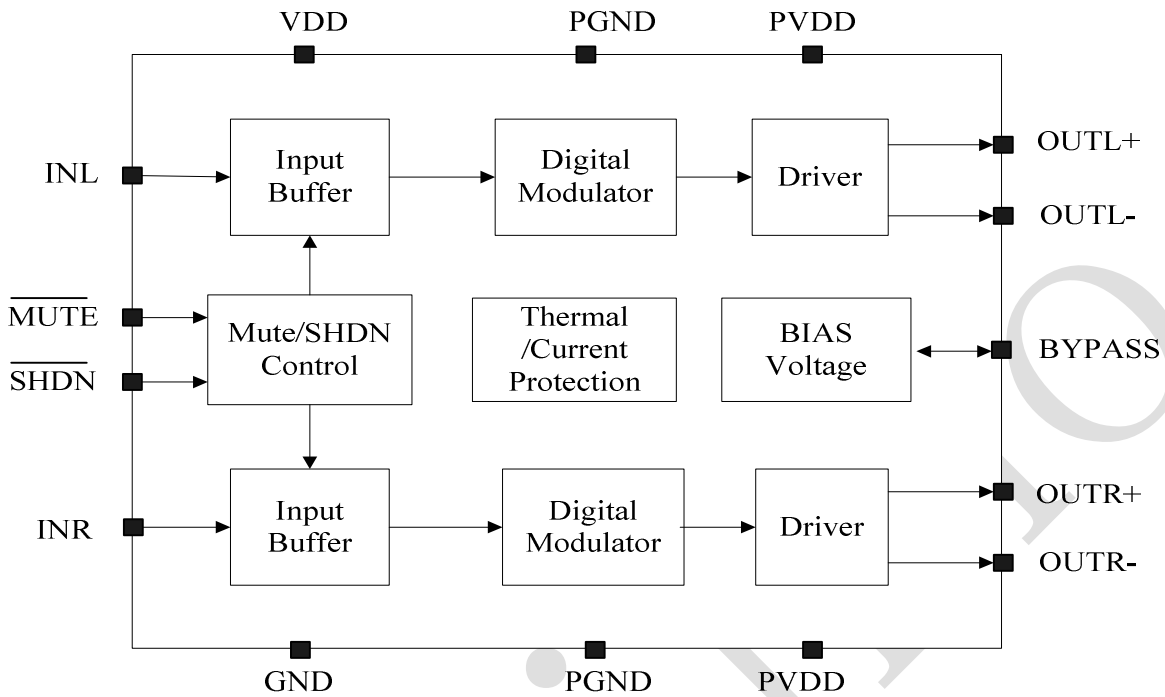 VDD PGND PVDD
INL
Input
Buffer
Digital
Modulator
Driver
OUTL+
OUTL-
MUTE
SHDN
Mute/SHDN
Control
Thermal
/Current
Protection
BIAS
Voltage
BYPASS
INR
Input
Buffer
Digital
Modulator
Driver
OUTR+
OUTR-
GND PGND PVDD